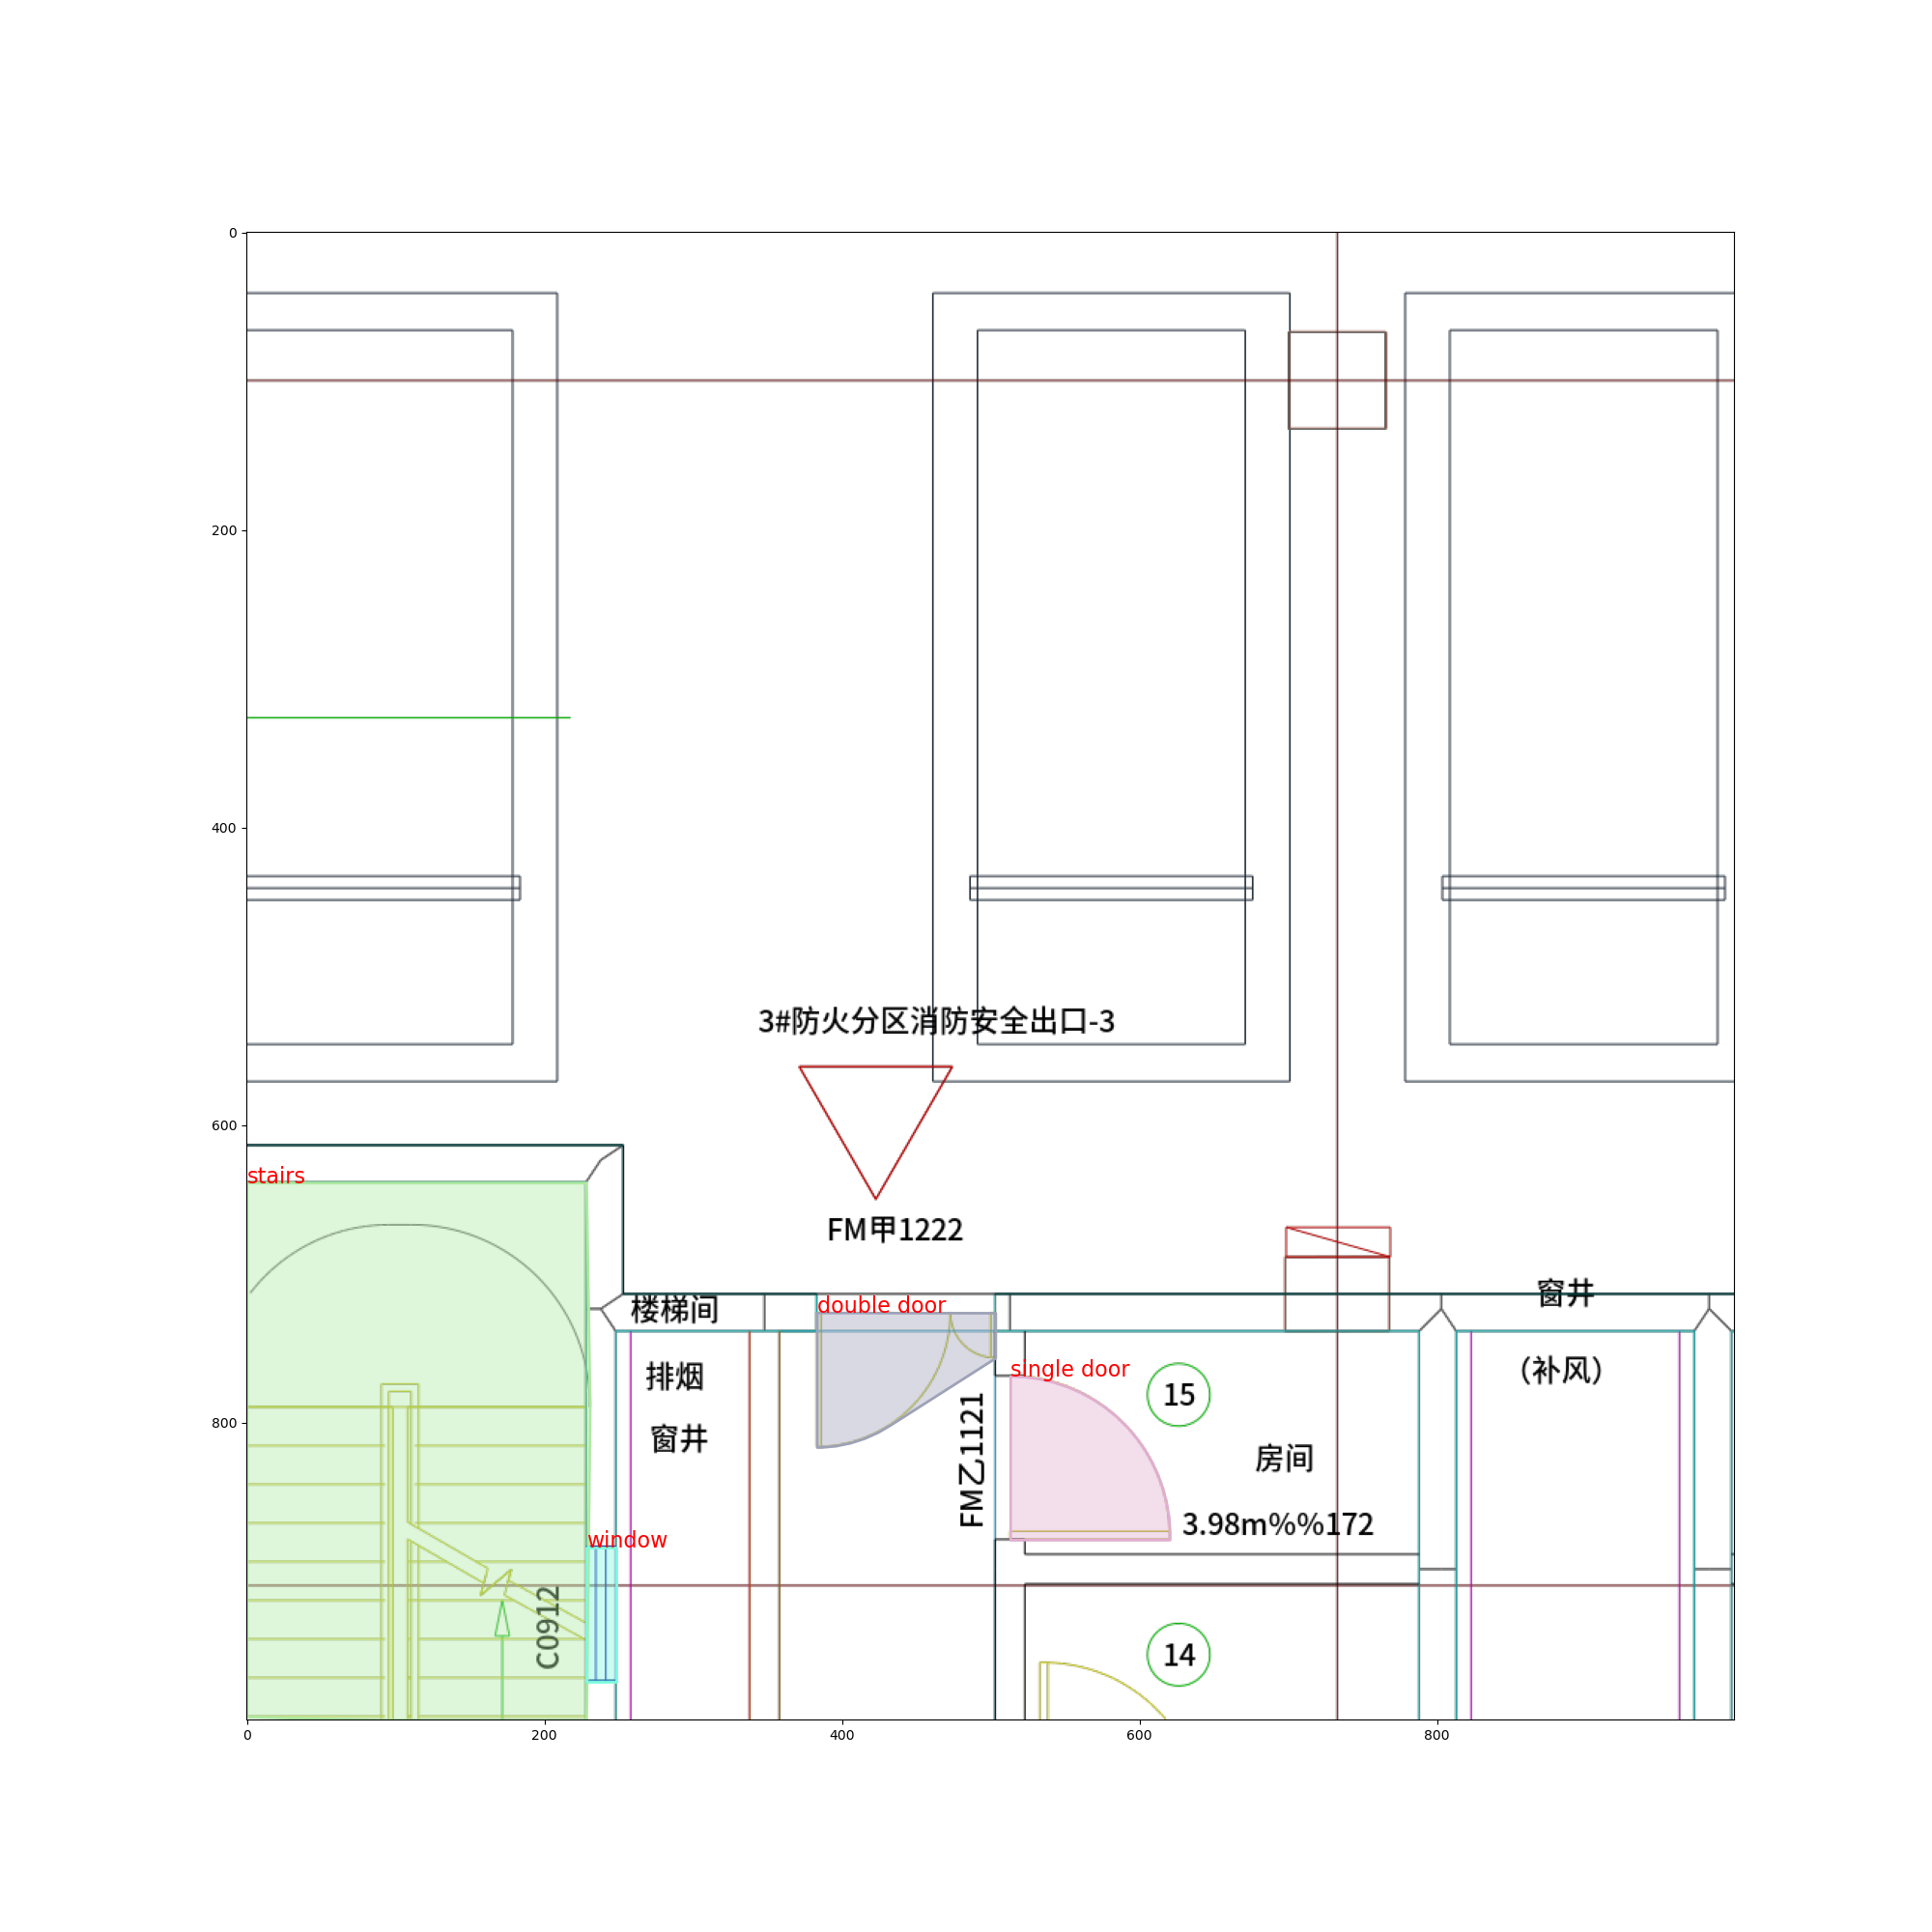 0
200
400
3#防火分区消防安全出口-3
600
stairs
FM甲1222
窗井
楼梯间
double door
排烟
single door
(补风)
15
800
窗井
FM乙1121
房间
3.98m%%172
window
C0912
14
0
200
400
600
800